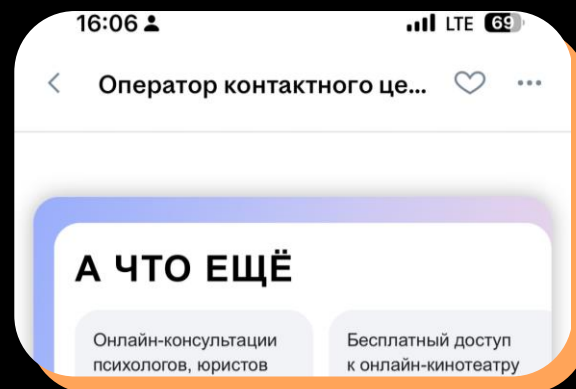 16:06 LTE 69
Оператор контактного це...
А ЧТО ЕЩЁ
Онлайн-консультации
психологов, юристов
Бесплатный доступ
к онлайн-кинотеатру